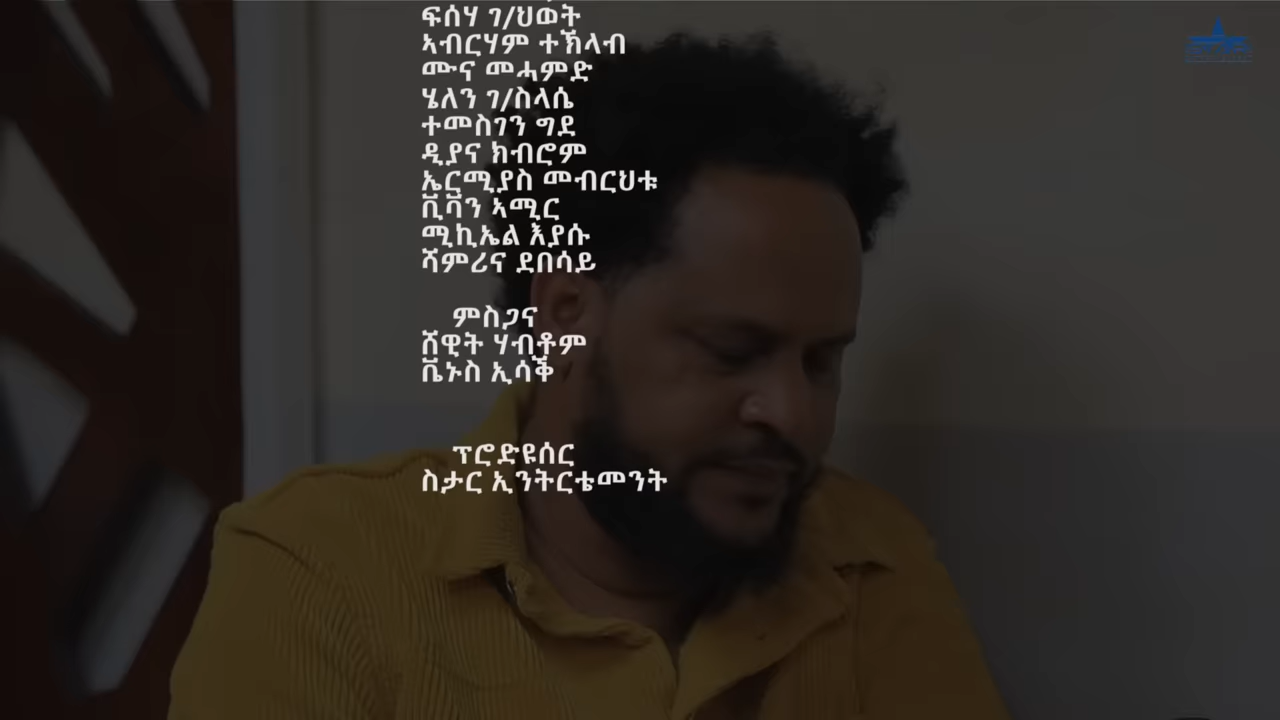 ፍሰሃ ገ/ህወት
ኣብርሃም ተኽላብ
ሙና መሓምድ
ሄለን ገ/ስላሴ
ተመስገን ግደ
ዲያና ክብሮም
ኤርሚያስ መብርህቱ
ቪቫን ኣሚር
ሚኪኤል እያሱ
ሻምሪና ደበሳይ
ምስጋና
ሸዊት ሃብቶም
ቬኑስ ኢሳቕ
ፕሮድዩሰር
ስታር ኢንትርቴመንት